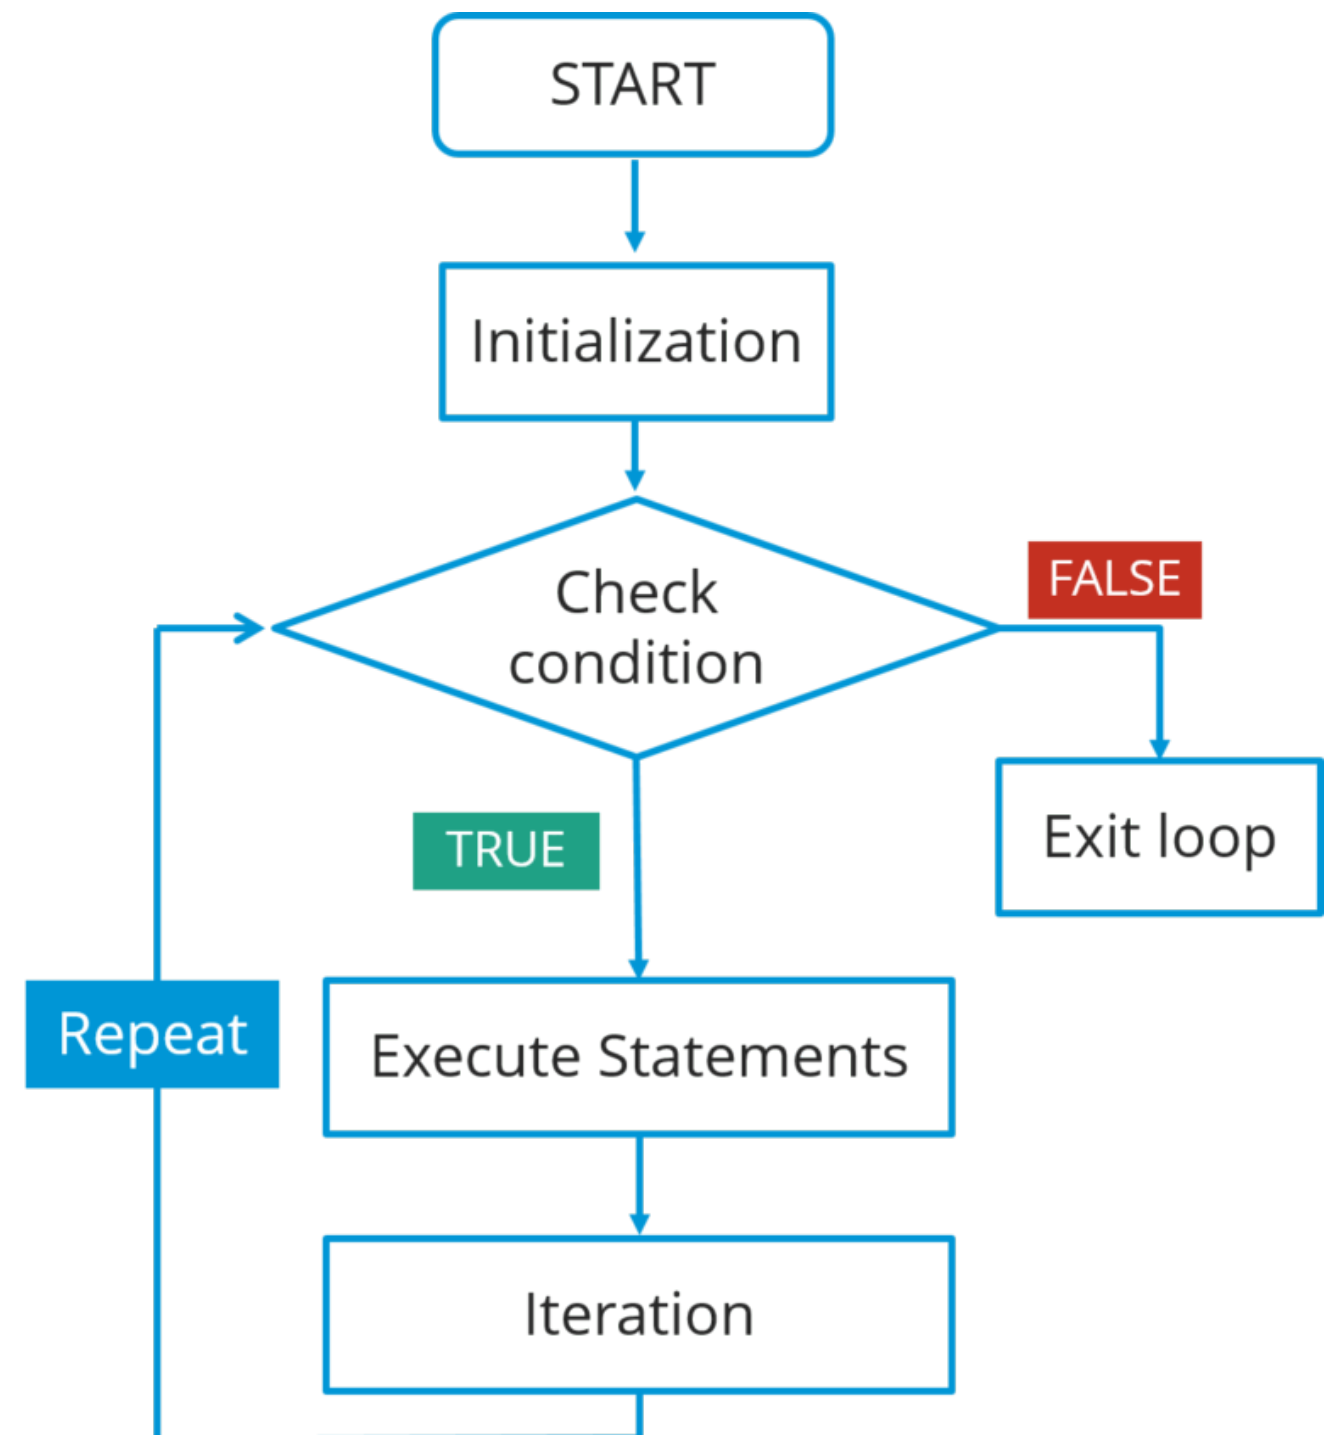 START
Initialization
Check
condition
FALSE
TRUE
Exit loop
Repeat
Execute Statements
Iteration